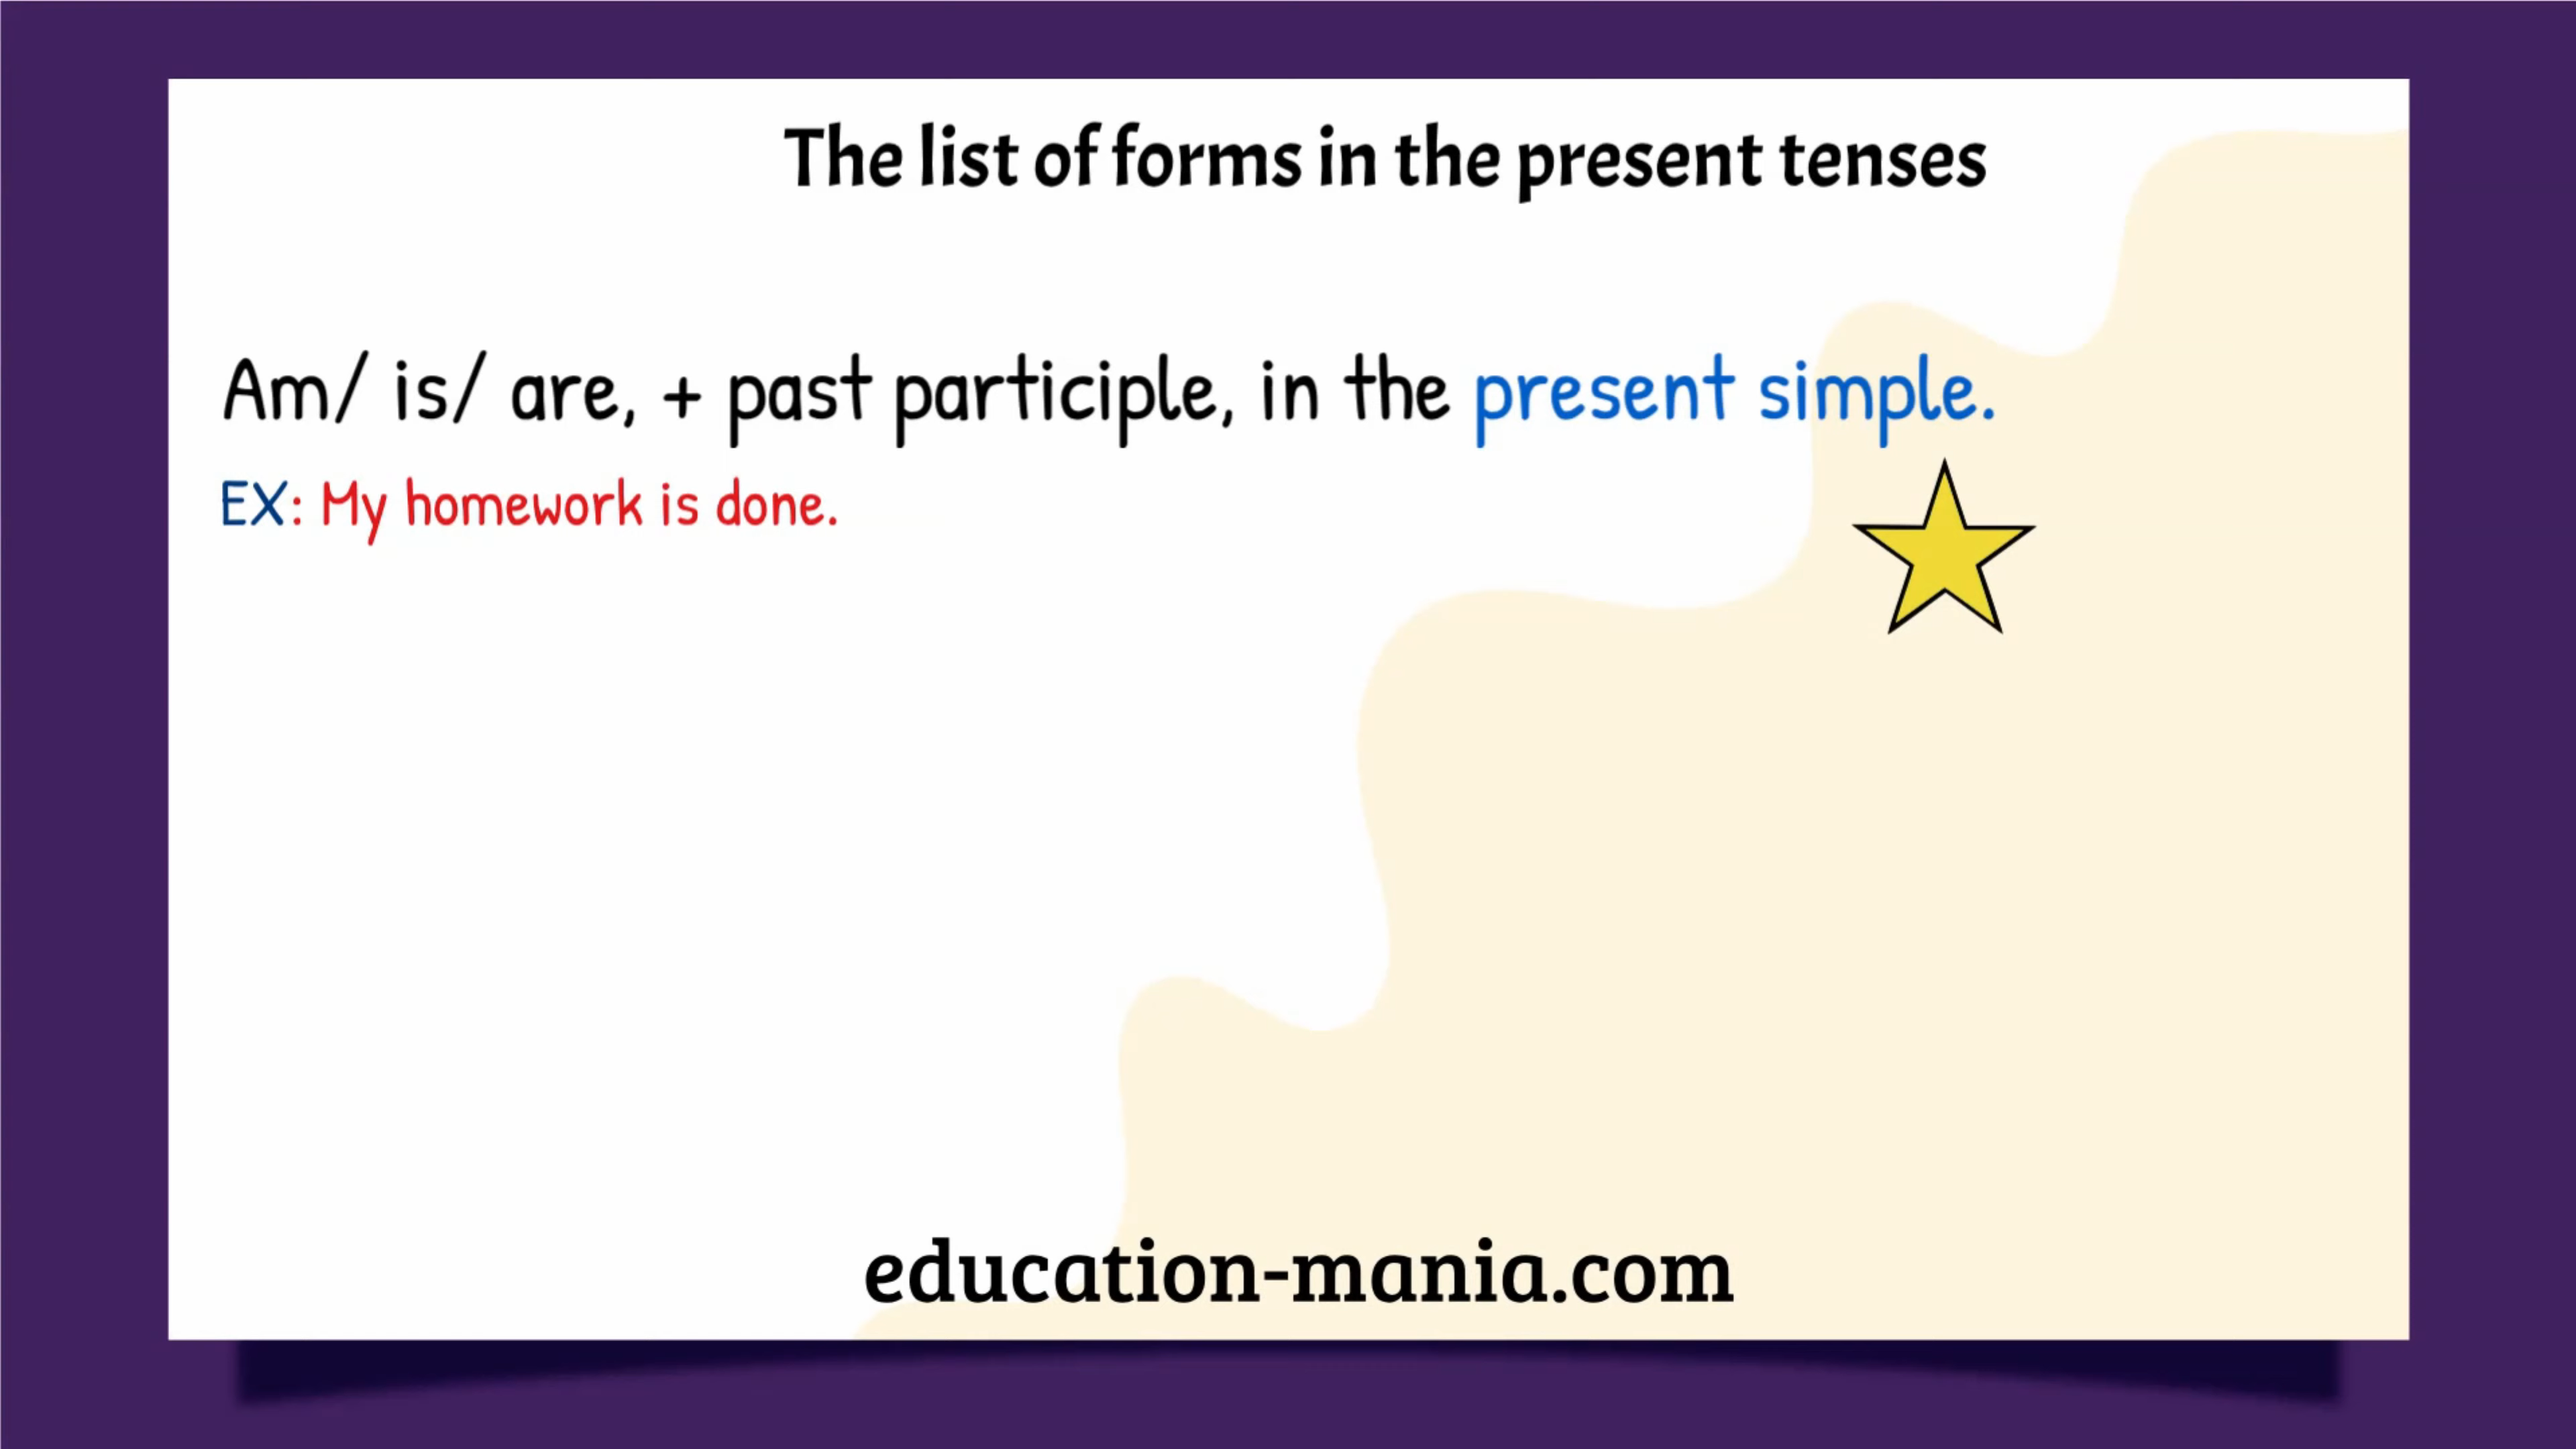 The list of forms in the present tenses
Am/ is/ are, + past participle, in the present simple.
EX: My homework is done.
education-mania.com